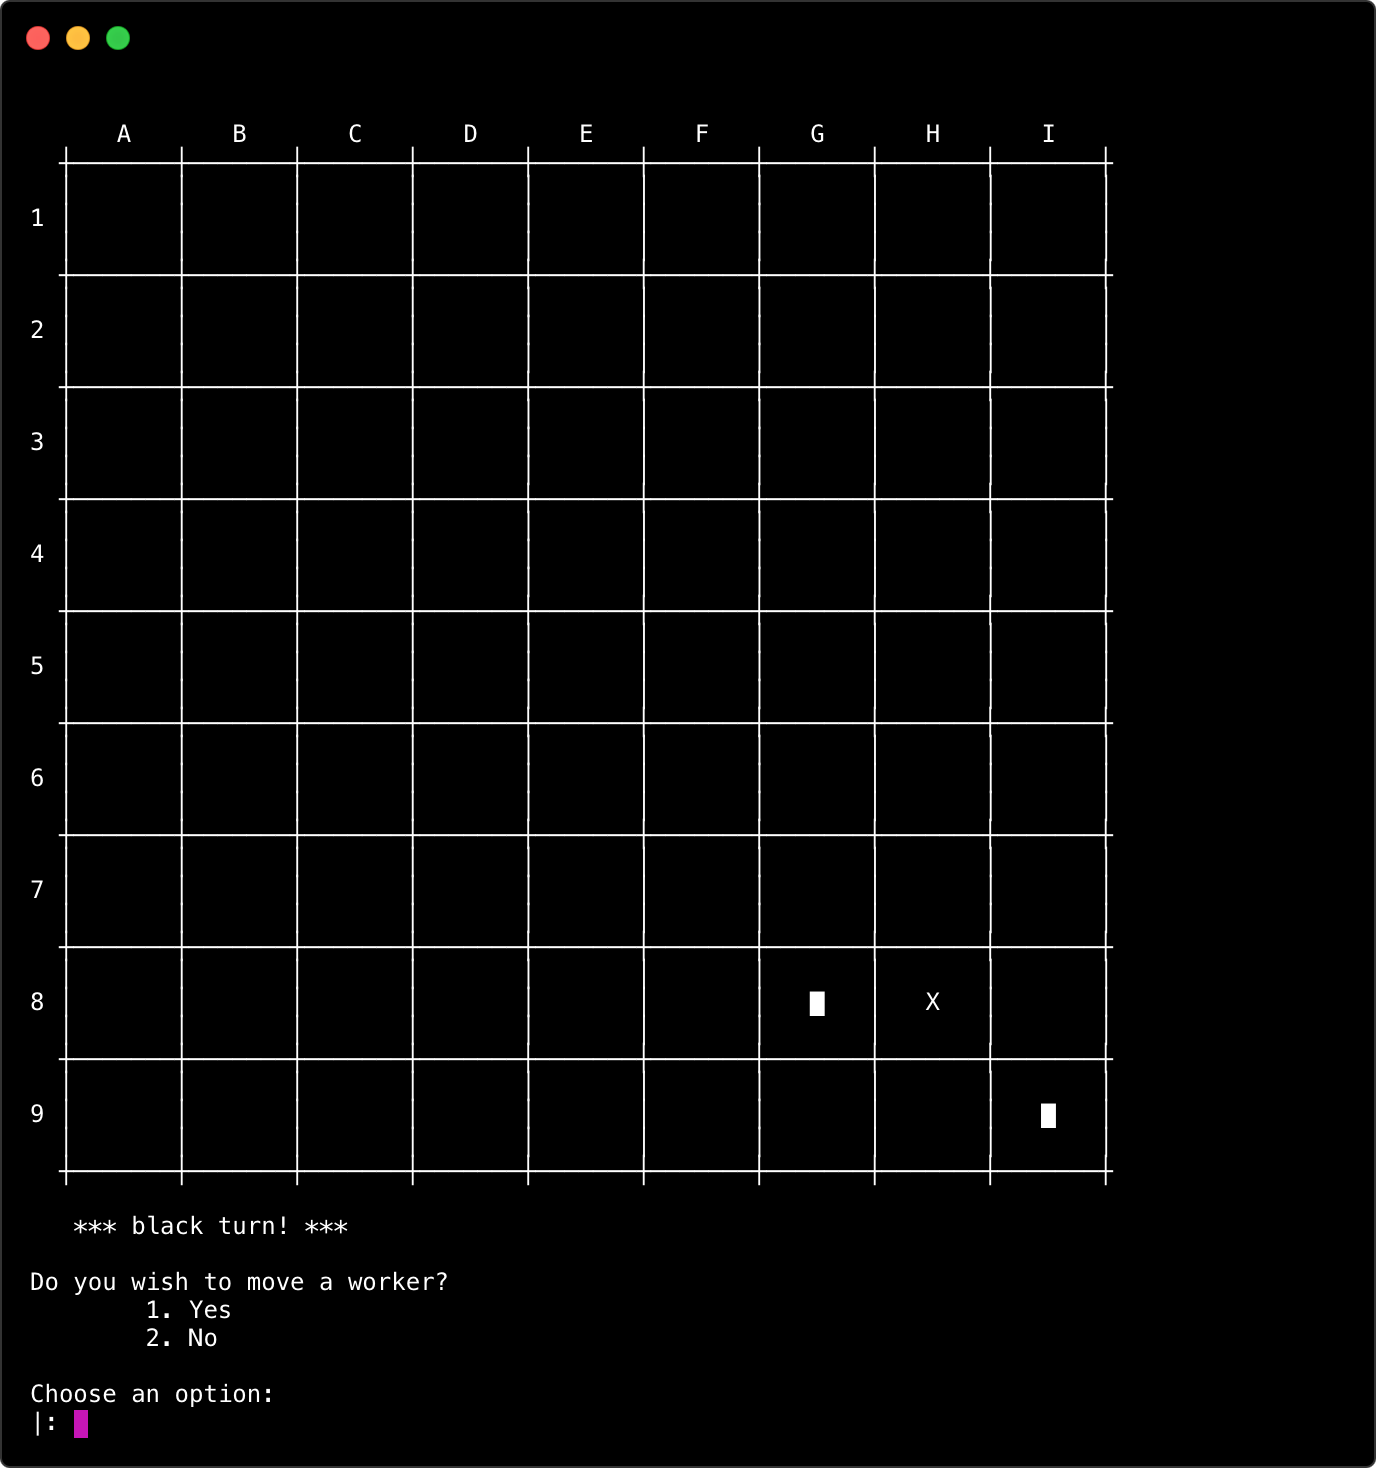 A B C D E F G H I
1
2
3
4
5
6
7
8 X
9
*** black turn! ***
Do you wish to move a worker?
1. Yes
2. No
Choose an option:
|: